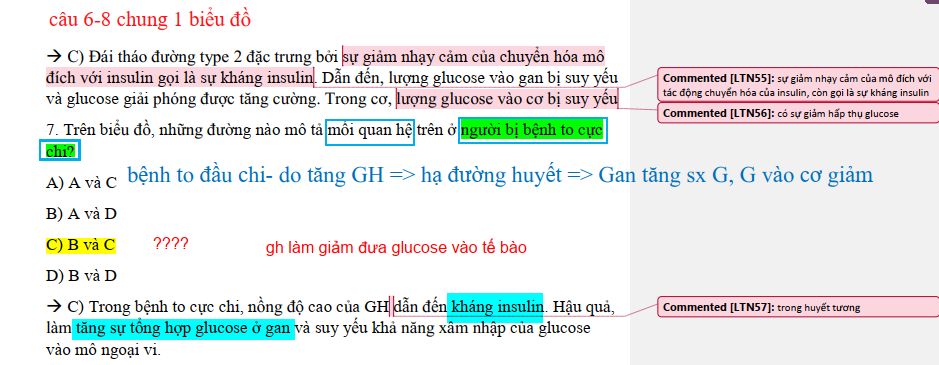 câu 6-8 chung 1 biểu đồ
→ C) Đái tháo đường type 2 đặc trưng bởi sự giảm nhạy cảm của chuyển hóa mô
đích với insulin gọi là sự kháng insulin. Dẫn đến, lượng glucose vào gan bị suy yếu
và glucose giải phóng được tăng cường. Trong cơ, lượng glucose vào cơ bị suy yếu
Commented [LTN55]: sự giảm nhạy cảm của mô đích với
tác động chuyển hóa của insulin, còn gọi là sự kháng insulin
Commented [LTN56]: có sự giảm hấp thụ glucose
7. Trên biểu đồ, những đường nào mô tả mối quan hệ trên ở người bị bệnh to cực
chi?
A) A và C
bệnh to đầu chi- do tăng GH => hạ đường huyết => Gan tăng sx G, G vào cơ giảm
B) A và D
C) B và C
????
gh làm giảm đưa glucose vào tế bào
D) B và D
→ C) Trong bệnh to cực chi, nồng độ cao của GH dẫn đến kháng insulin. Hậu quả,
làm tăng sự tổng hợp glucose ở gan và suy yếu khả năng xâm nhập của glucose
vào mô ngoại vi.
Commented [LTN57]: trong huyết tương